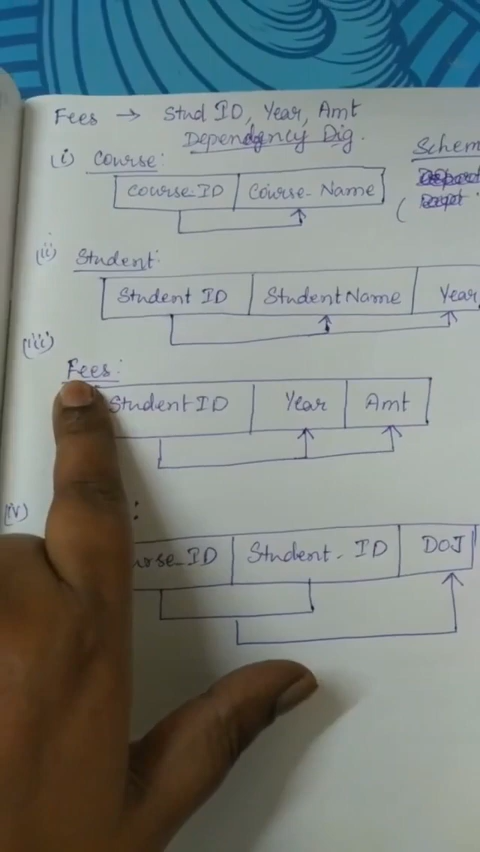 Fees → Stud ID, Year, Amt
Dependency Dig.
Schem
(i) Course:
Course_ID Course_Name
(
(ii) Student:
Student ID Student Name Year
(iii)
Fees:
Student ID Year Amt
(iv) :
urse_ID Student_ID DOJ